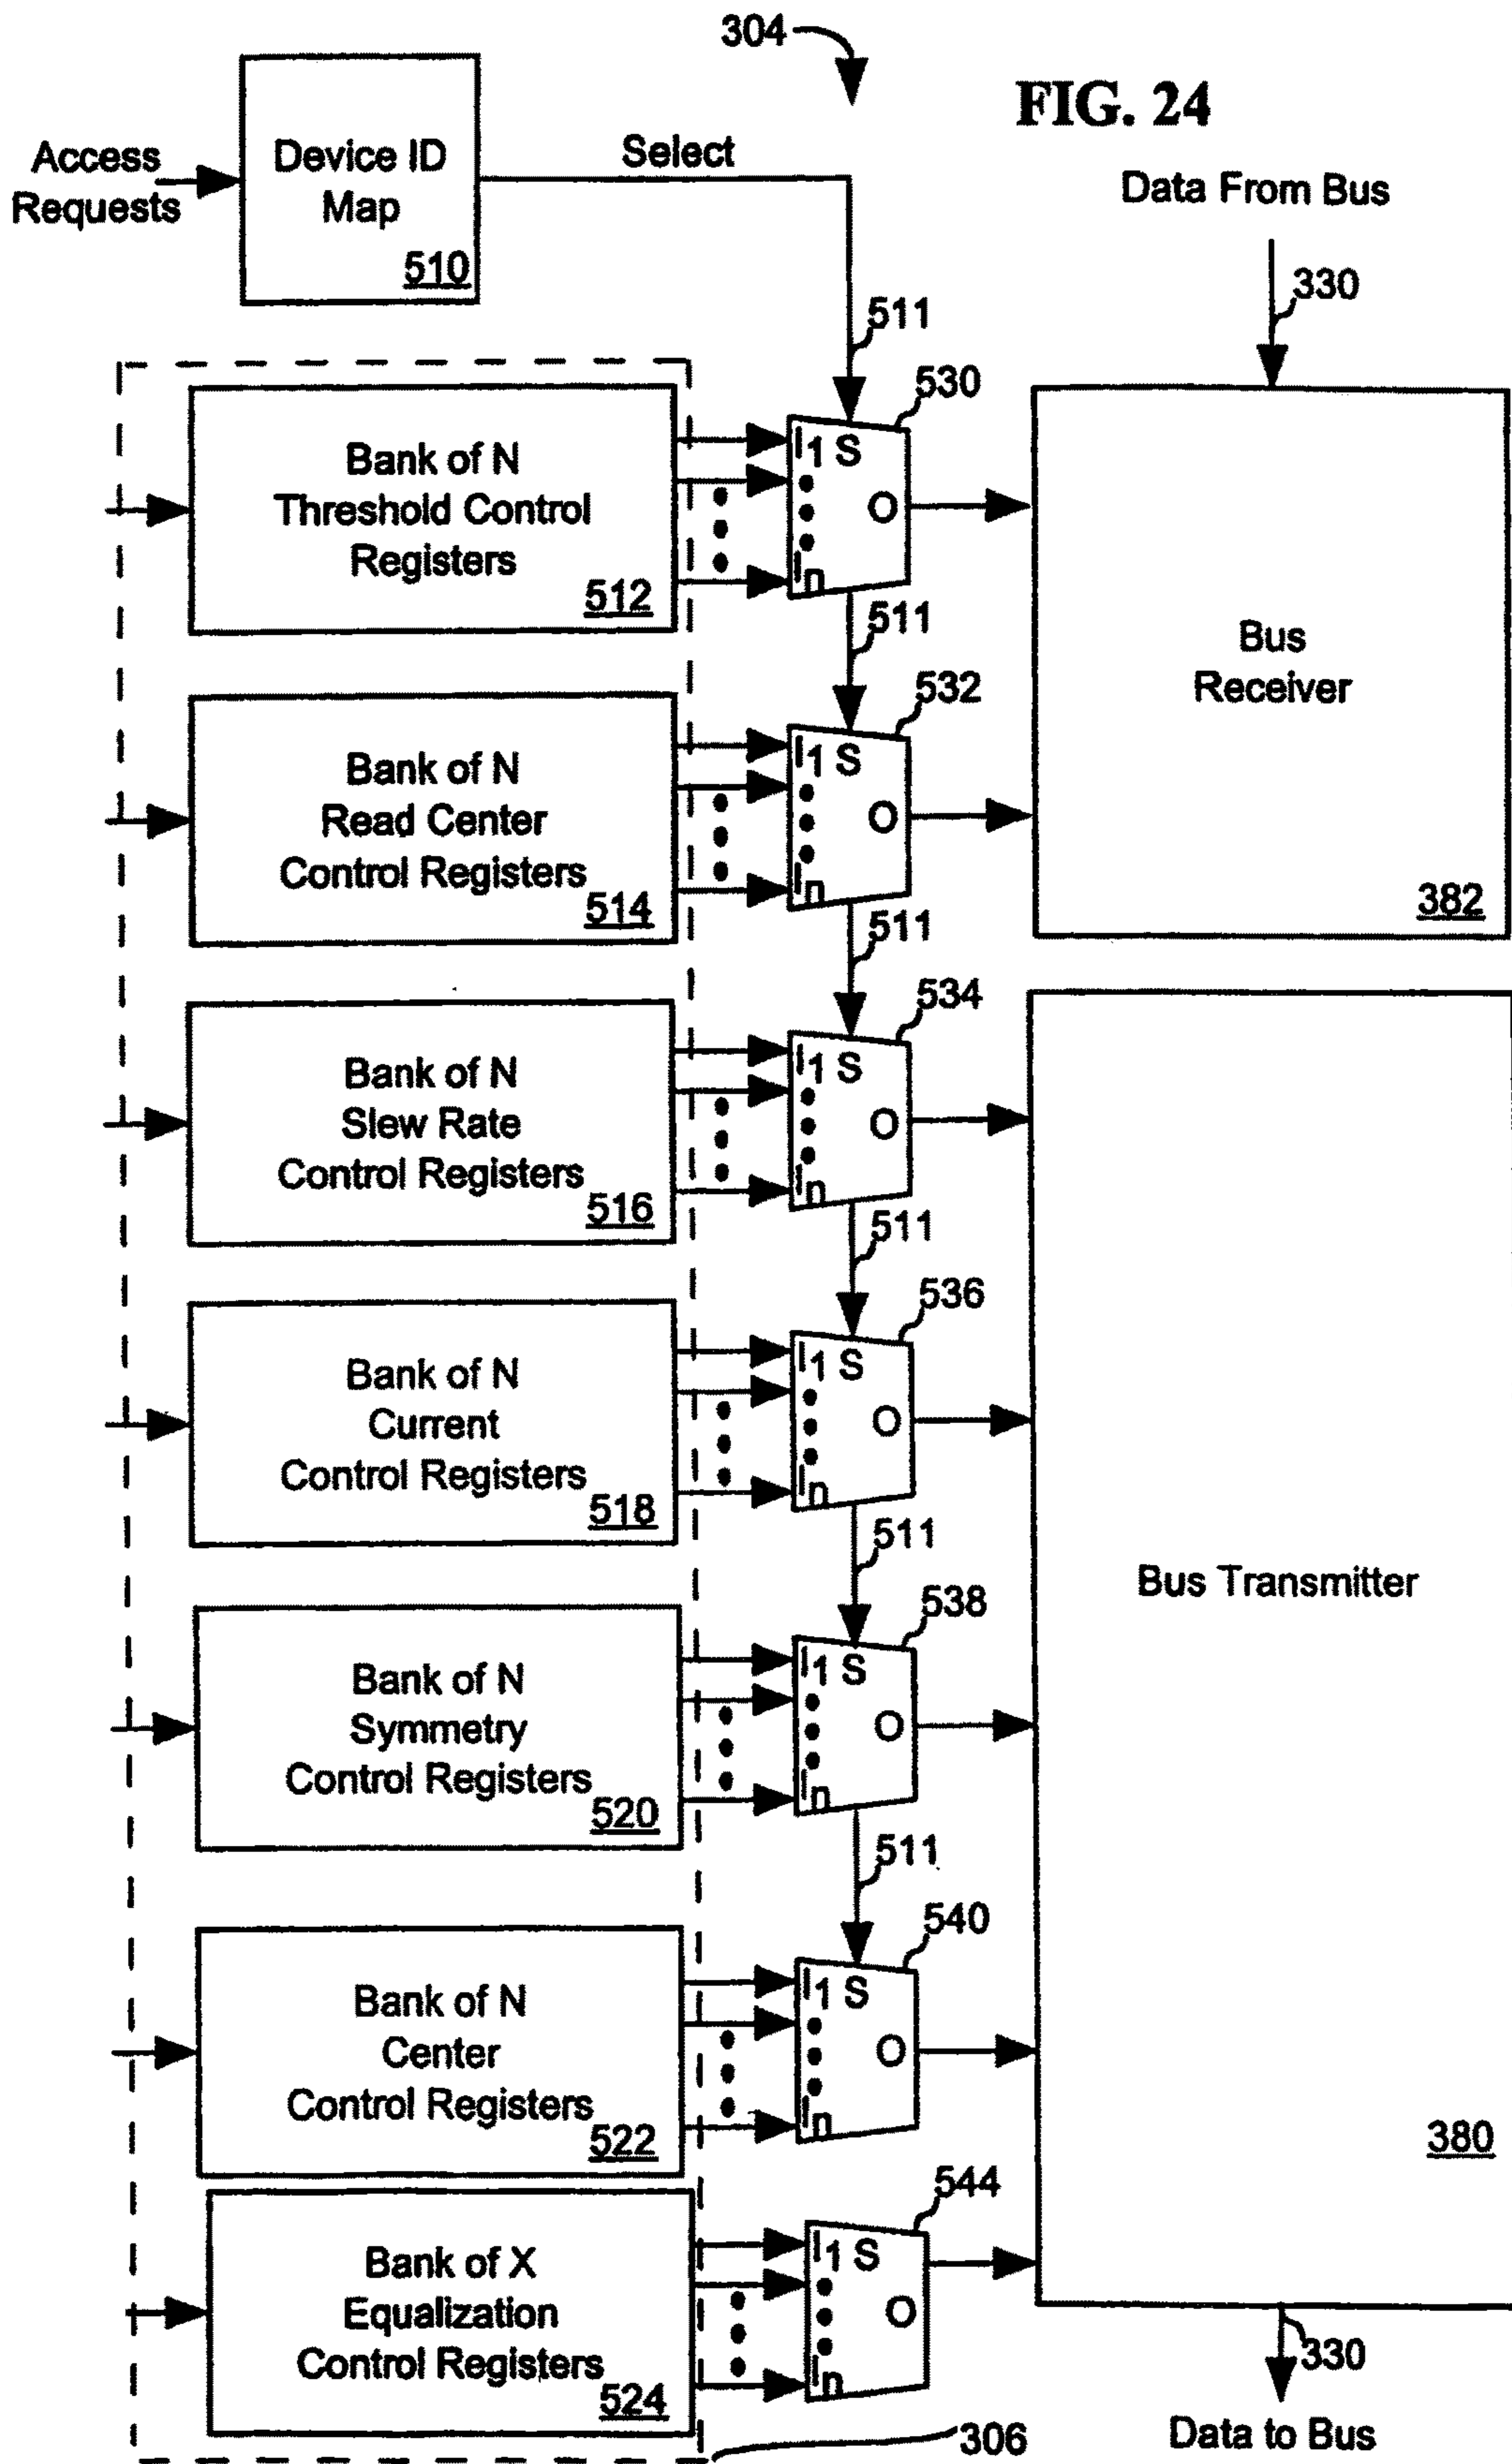 304
FIG. 24
Access
Requests
Device ID
Map
510
Select
Data From Bus
330
511
Bank of N
Threshold Control
Registers
512
I1 S
O
In
530
Bus
Receiver
382
511
Bank of N
Read Center
Control Registers
514
I1 S
O
In
532
511
Bank of N
Slew Rate
Control Registers
516
I1 S
O
In
534
511
Bank of N
Current
Control Registers
518
I1 S
O
In
536
Bus Transmitter
380
511
Bank of N
Symmetry
Control Registers
520
I1 S
O
In
538
511
Bank of N
Center
Control Registers
522
I1 S
O
In
540
Bank of X
Equalization
Control Registers
524
I1 S
O
In
544
330
306
Data to Bus